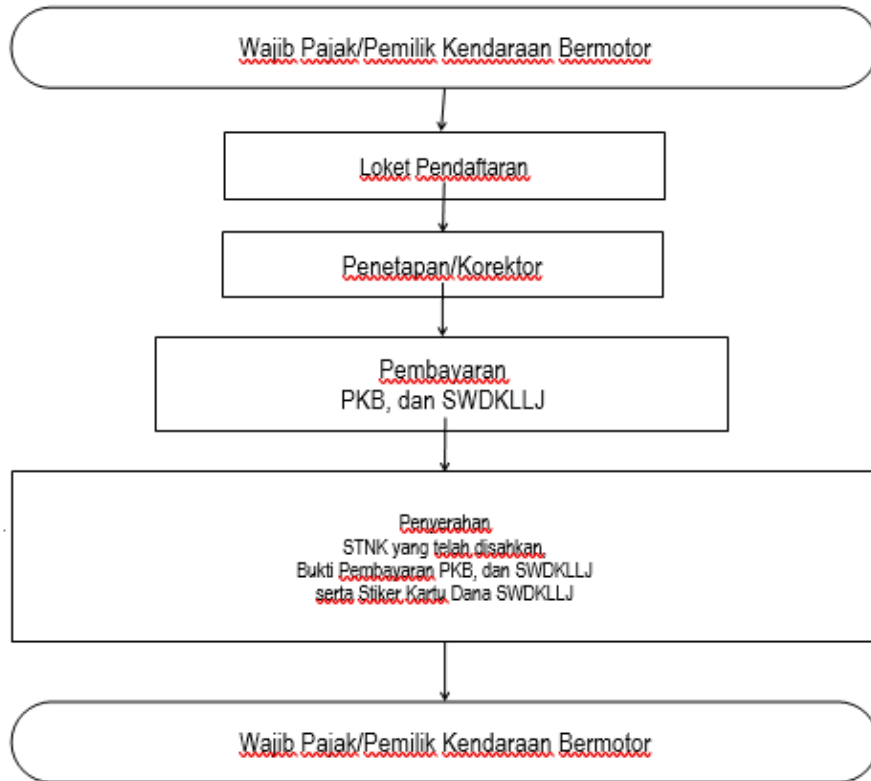 Wajib Pajak/Pemilik Kendaraan Bermotor
Loket Pendaftaran
Penetapan/Korektor
Pembayaran
PKB, dan SWDKLLJ
Penyerahan
STNK yang telah disahkan,
Bukti Pembayaran PKB, dan SWDKLLJ
serta Stiker Kartu Dana SWDKLLJ
Wajib Pajak/Pemilik Kendaraan Bermotor